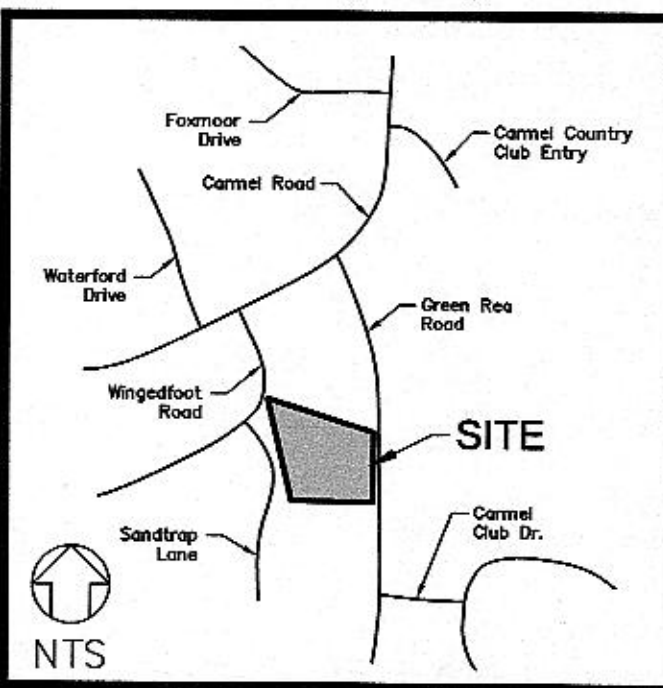 Foxmoor
Drive
Carmel Country
Club Entry
Carmel Road
Waterford
Drive
Green Rea
Road
Wingedfoot
Road
SITE
Sandtrap
Lane
Carmel
Club Dr.
NTS